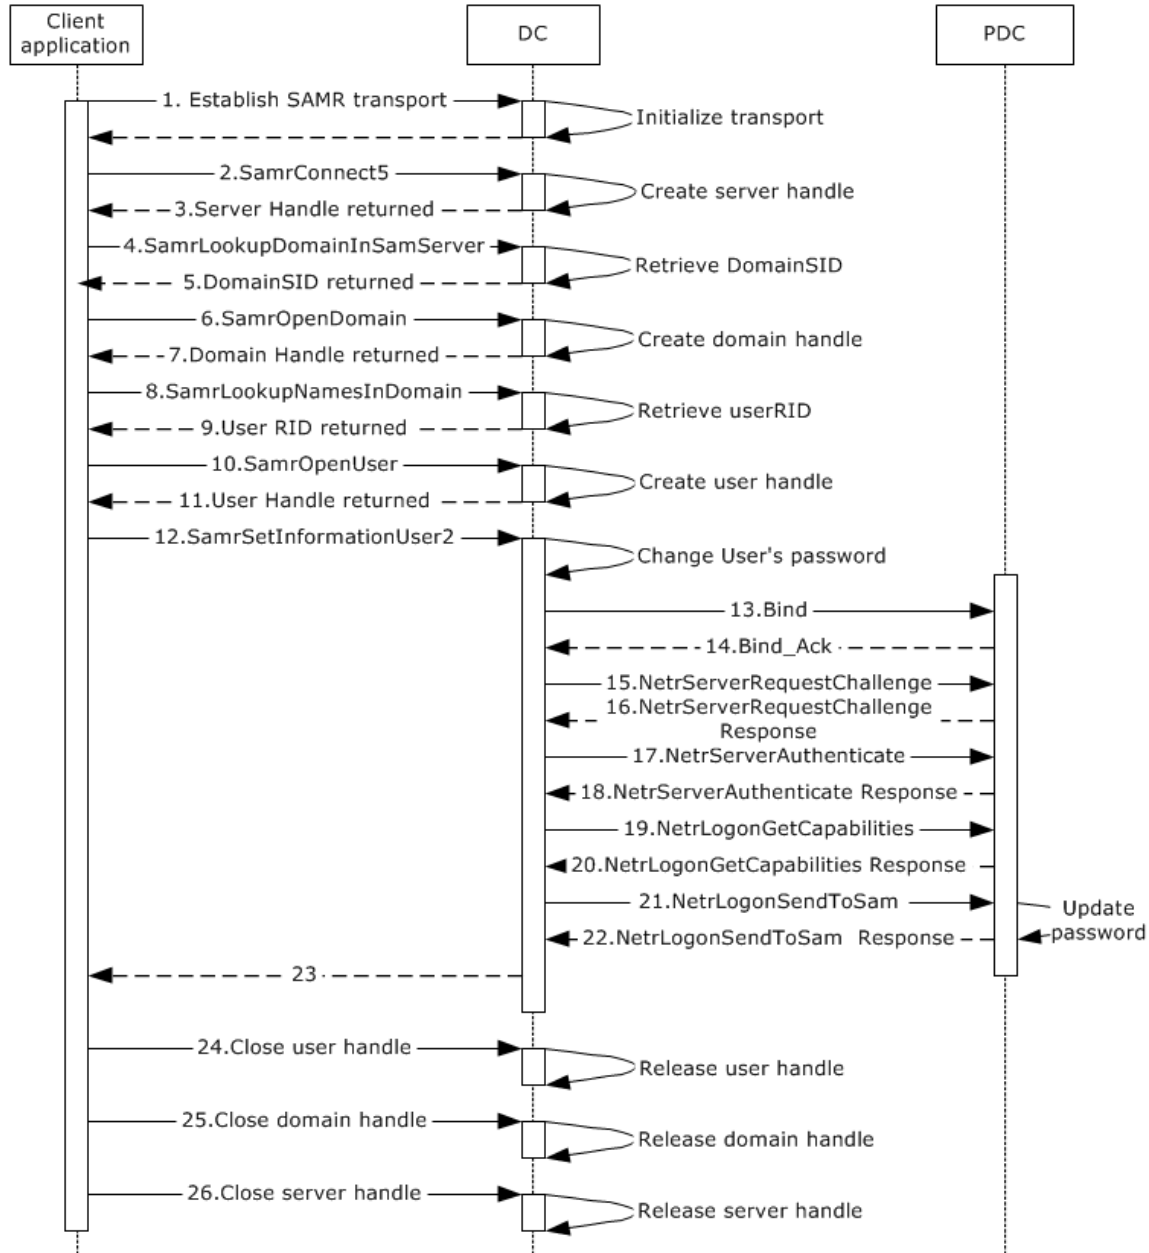 Client
application
DC
PDC
1. Establish SAMR transport
Initialize transport
2.SamrConnect5
Create server handle
3.Server Handle returned
4.SamrLookupDomainInSamServer
Retrieve DomainSID
5.DomainSID returned
6.SamrOpenDomain
Create domain handle
7.Domain Handle returned
8.SamrLookupNamesInDomain
Retrieve userRID
9.User RID returned
10.SamrOpenUser
Create user handle
11.User Handle returned
12.SamrSetInformationUser2
Change User's password
13.Bind
14.Bind_Ack
15.NetrServerRequestChallenge
16.NetrServerRequestChallenge
Response
17.NetrServerAuthenticate
18.NetrServerAuthenticate Response
19.NetrLogonGetCapabilities
20.NetrLogonGetCapabilities Response
21.NetrLogonSendToSam
Update
password
22.NetrLogonSendToSam Response
23
24.Close user handle
Release user handle
25.Close domain handle
Release domain handle
26.Close server handle
Release server handle